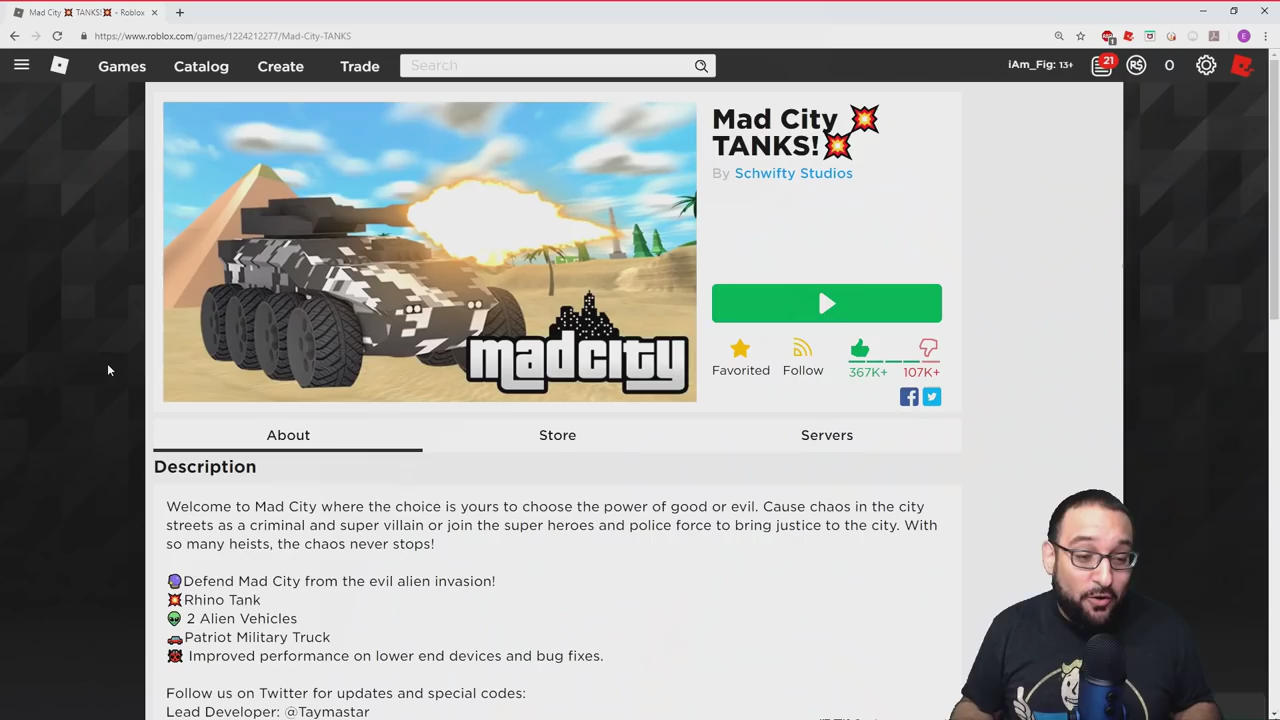 Mad City 💥 TANKS!💥 - Roblox
https://www.roblox.com/games/1224212277/Mad-City-TANKS
1
E
Games
Catalog
Create
Trade
Search
iAm_Fig: 13+
21
R$
0
madcity
Mad City 💥
TANKS!💥
By Schwifty Studios
Favorited
Follow
367K+
107K+
About
Store
Servers
Description
Welcome to Mad City where the choice is yours to choose the power of good or evil. Cause chaos in the city
streets as a criminal and super villain or join the super heroes and police force to bring justice to the city. With
so many heists, the chaos never stops!
Defend Mad City from the evil alien invasion!
💥Rhino Tank
👽 2 Alien Vehicles
Patriot Military Truck
🐞 Improved performance on lower end devices and bug fixes.
Follow us on Twitter for updates and special codes:
Lead Developer: @Taymastar